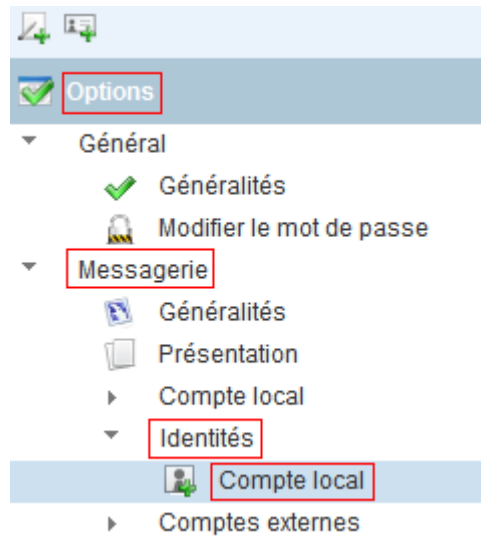 Options
Général
Généralités
Modifier le mot de passe
Messagerie
Généralités
Présentation
Compte local
Identités
Compte local
Comptes externes